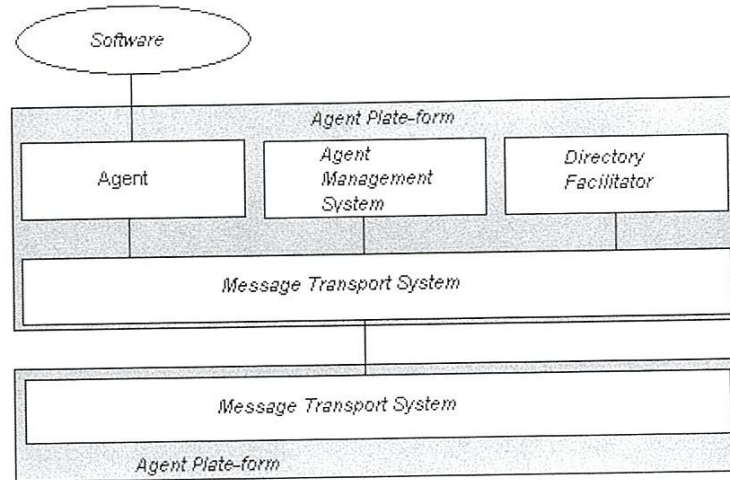 Software
Agent Plate-form
Agent
Agent
Management
System
Directory
Facilitator
Message Transport System
Message Transport System
Agent Plate-form